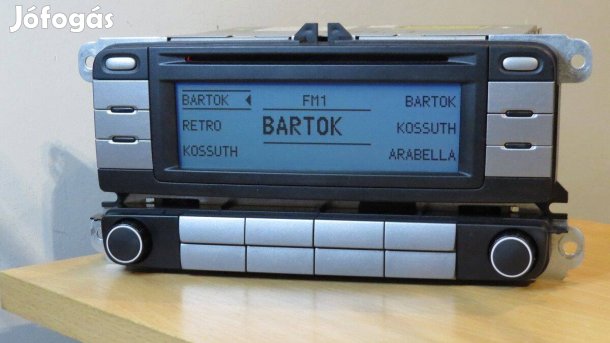 Jófogás
BARTOK FM1 BARTOK
RETRO BARTOK KOSSUTH
KOSSUTH ARABELLA